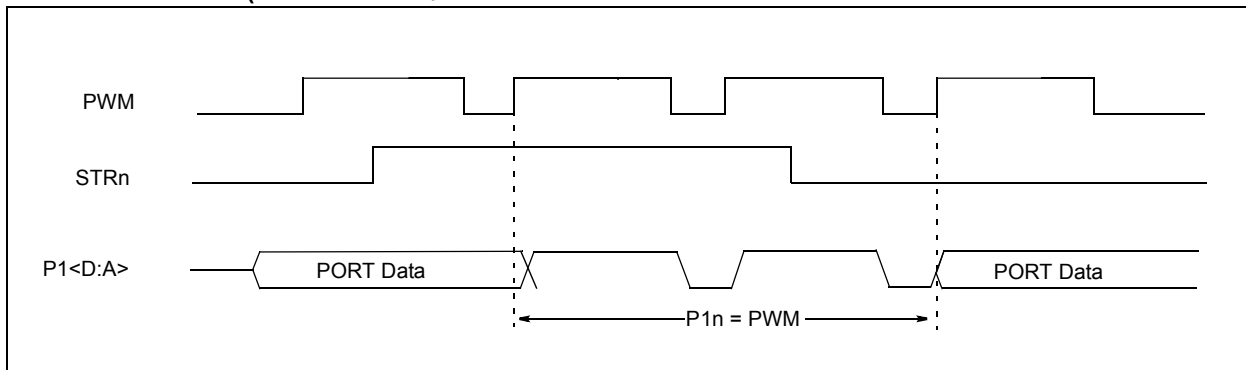 PWM
STRn
P1<D:A>
PORT Data
PORT Data
P1n = PWM